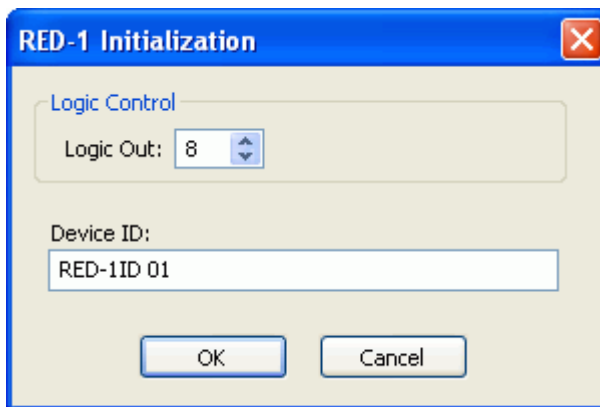 RED-1 Initialization
Logic Control
Logic Out: 8
Device ID:
RED-1ID 01
OK Cancel